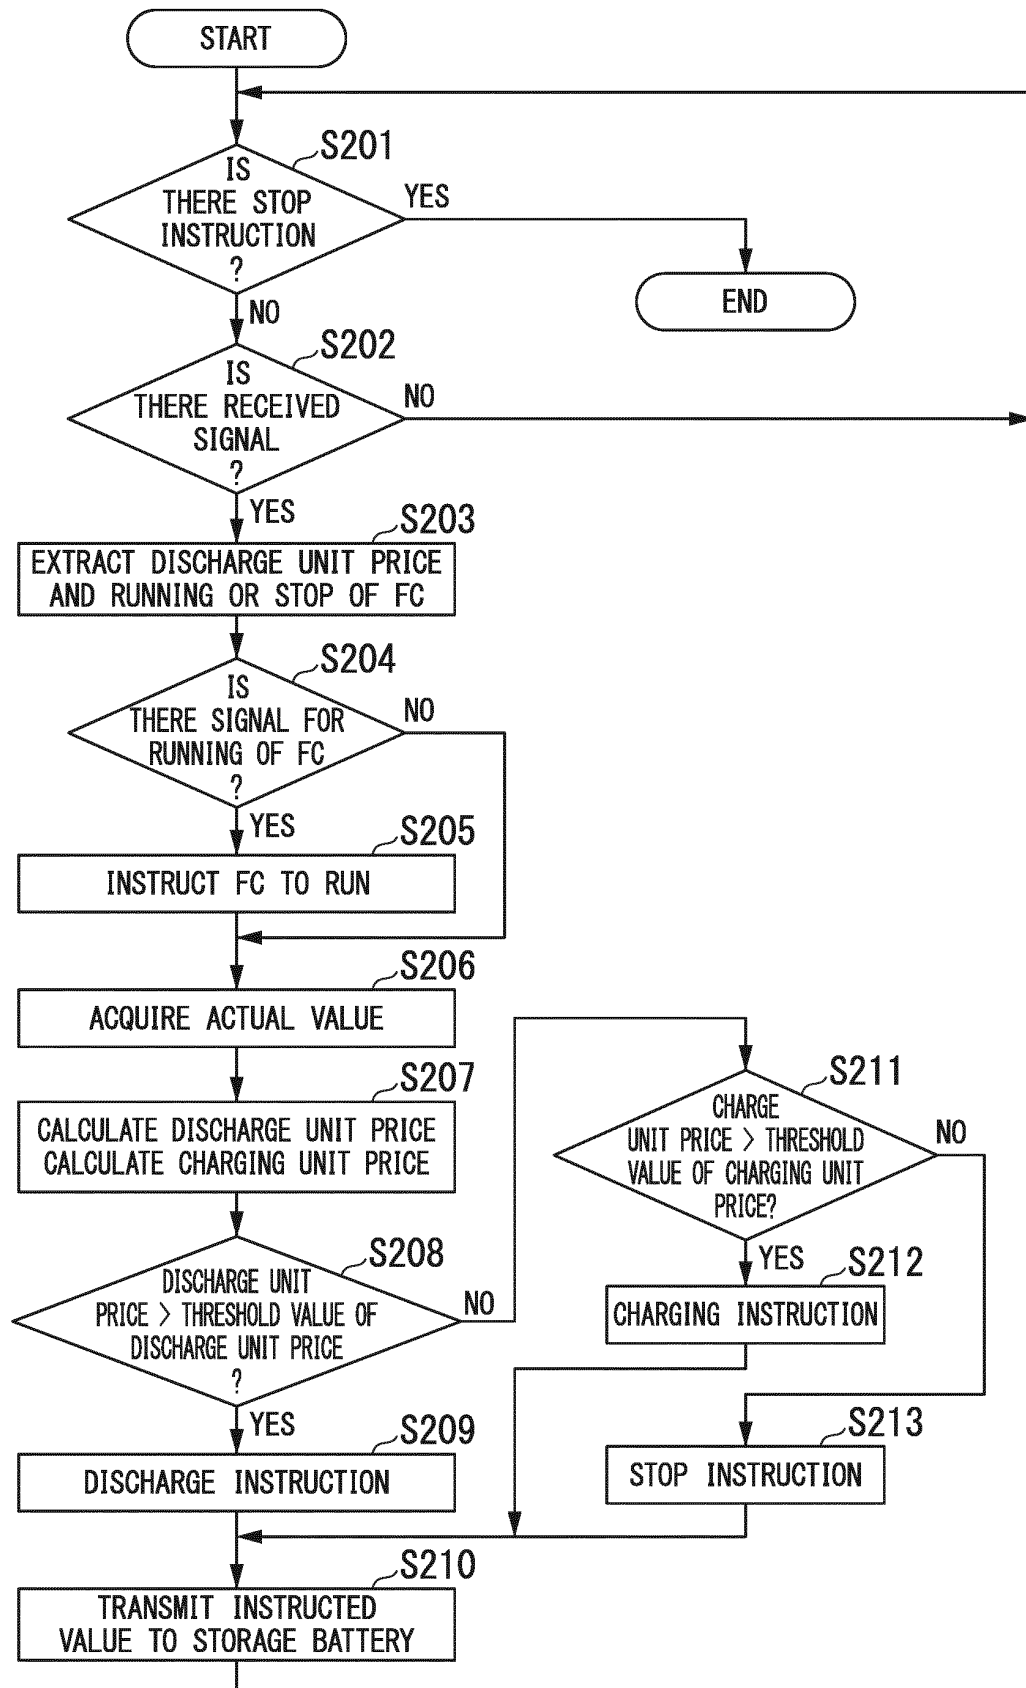 START
S201
IS
THERE STOP
INSTRUCTION
?
YES
END
NO
S202
IS
THERE RECEIVED
SIGNAL
?
NO
YES
S203
EXTRACT DISCHARGE UNIT PRICE
AND RUNNING OR STOP OF FC
S204
IS
THERE SIGNAL FOR
RUNNING OF FC
?
NO
YES
S205
INSTRUCT FC TO RUN
S206
ACQUIRE ACTUAL VALUE
S207
CALCULATE DISCHARGE UNIT PRICE
CALCULATE CHARGING UNIT PRICE
S208
DISCHARGE UNIT
PRICE > THRESHOLD VALUE OF
DISCHARGE UNIT PRICE
?
NO
YES
S209
DISCHARGE INSTRUCTION
S210
TRANSMIT INSTRUCTED
VALUE TO STORAGE BATTERY
S211
CHARGE
UNIT PRICE > THRESHOLD
VALUE OF CHARGING UNIT
PRICE?
NO
YES
S212
CHARGING INSTRUCTION
S213
STOP INSTRUCTION